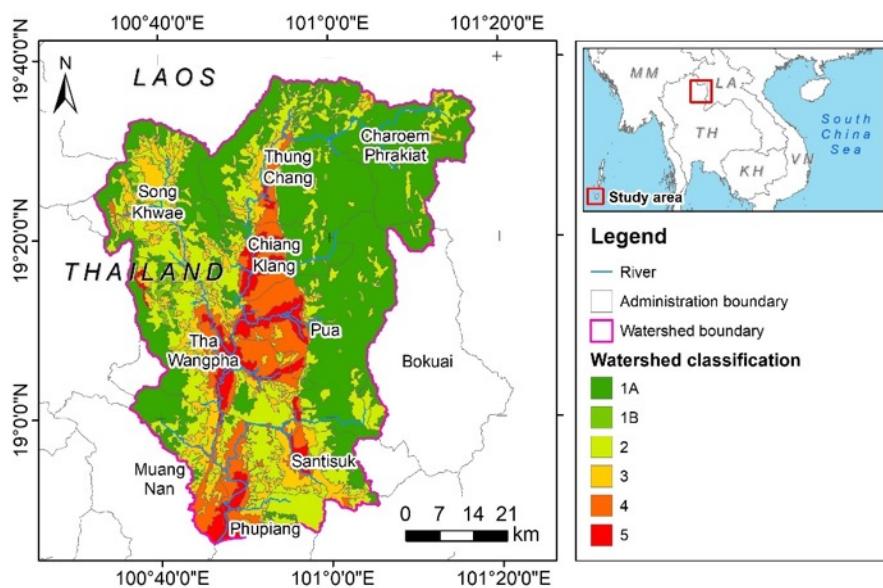 100°40'0"E
101°0'0"E
101°20'0"E
19°40'0"N
19°20'0"N
19°0'0"N
N
LAOS
Charoem
Phrakiat
Thung
Chang
Song
Khwae
Chiang
Klang
THAILAND
Pua
Tha
Wangpha
Bokuai
Muang
Nan
Santisuk
Phupiang
0 7 14 21
km
100°40'0"E
101°0'0"E
101°20'0"E
MM
LA
TH
VN
KH
South
China
Sea
Study area
Legend
River
Administration boundary
Watershed boundary
Watershed classification
1A
1B
2
3
4
5